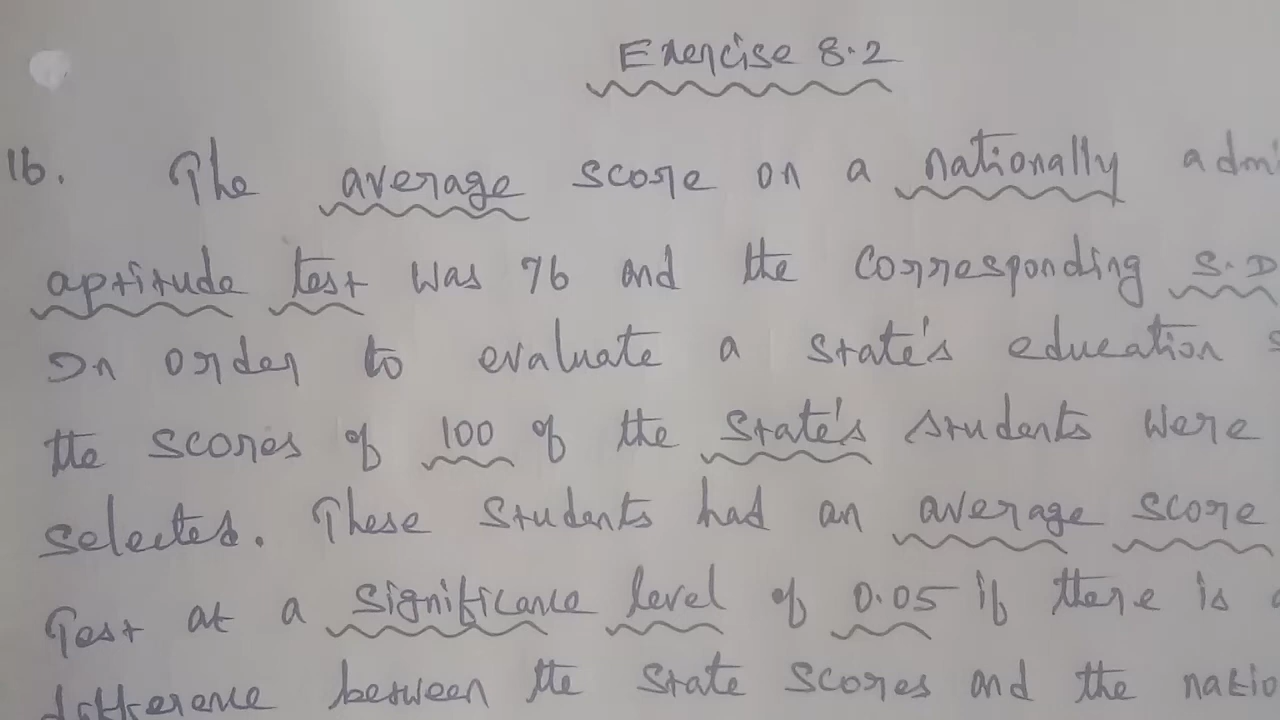 Exercise 8.2
16. The average score on a nationally
aptitude test was 76 and the corresponding S.D
In order to evaluate a state's education
the scores of 100 of the state's students were
selected. These students had an average score
Test at a significance level of 0.05 if there is
difference between the state scores and the